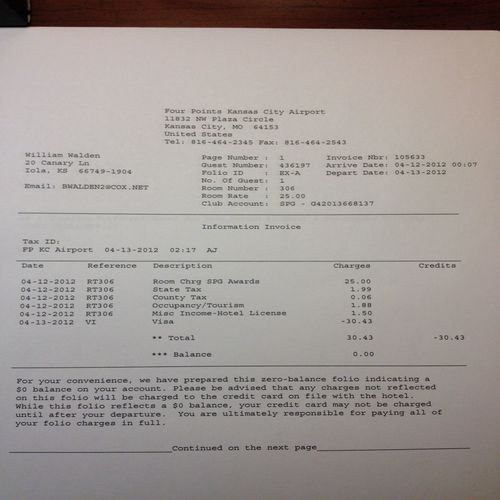 Four Points Kansas City Airport
11832 NW Plaza Circle
Kansas City, MO 64153
United States
Tel: 816-464-2345 Fax: 816-464-2543
William Walden
20 Canary Ln
Iola, KS 66749-1904
Email: BWALDEN2@COX.NET
Page Number : 1 Invoice Nbr: 105633
Guest Number: 436197 Arrive Date: 04-12-2012 00:07
Folio ID : EX-A Depart Date: 04-13-2012
No. Of Guest: 1
Room Number : 306
Room Rate : 25.00
Club Account: SPG - G42013668137
Information Invoice
Tax ID:
FP KC Airport 04-13-2012 02:17 AJ
Date Reference Description Charges Credits
04-12-2012 RT306 Room Chrg SPG Awards 25.00
04-12-2012 RT306 State Tax 1.99
04-12-2012 RT306 County Tax 0.06
04-12-2012 RT306 Occupancy/Tourism 1.88
04-12-2012 RT306 Misc Income-Hotel License 1.50
04-13-2012 VI Visa -30.43
** Total 30.43 -30.43
*** Balance 0.00
For your convenience, we have prepared this zero-balance folio indicating a
$0 balance on your account. Please be advised that any charges not reflected
on this folio will be charged to the credit card on file with the hotel.
While this folio reflects a $0 balance, your credit card may not be charged
until after your departure. You are ultimately responsible for paying all of
your folio charges in full.
Continued on the next page